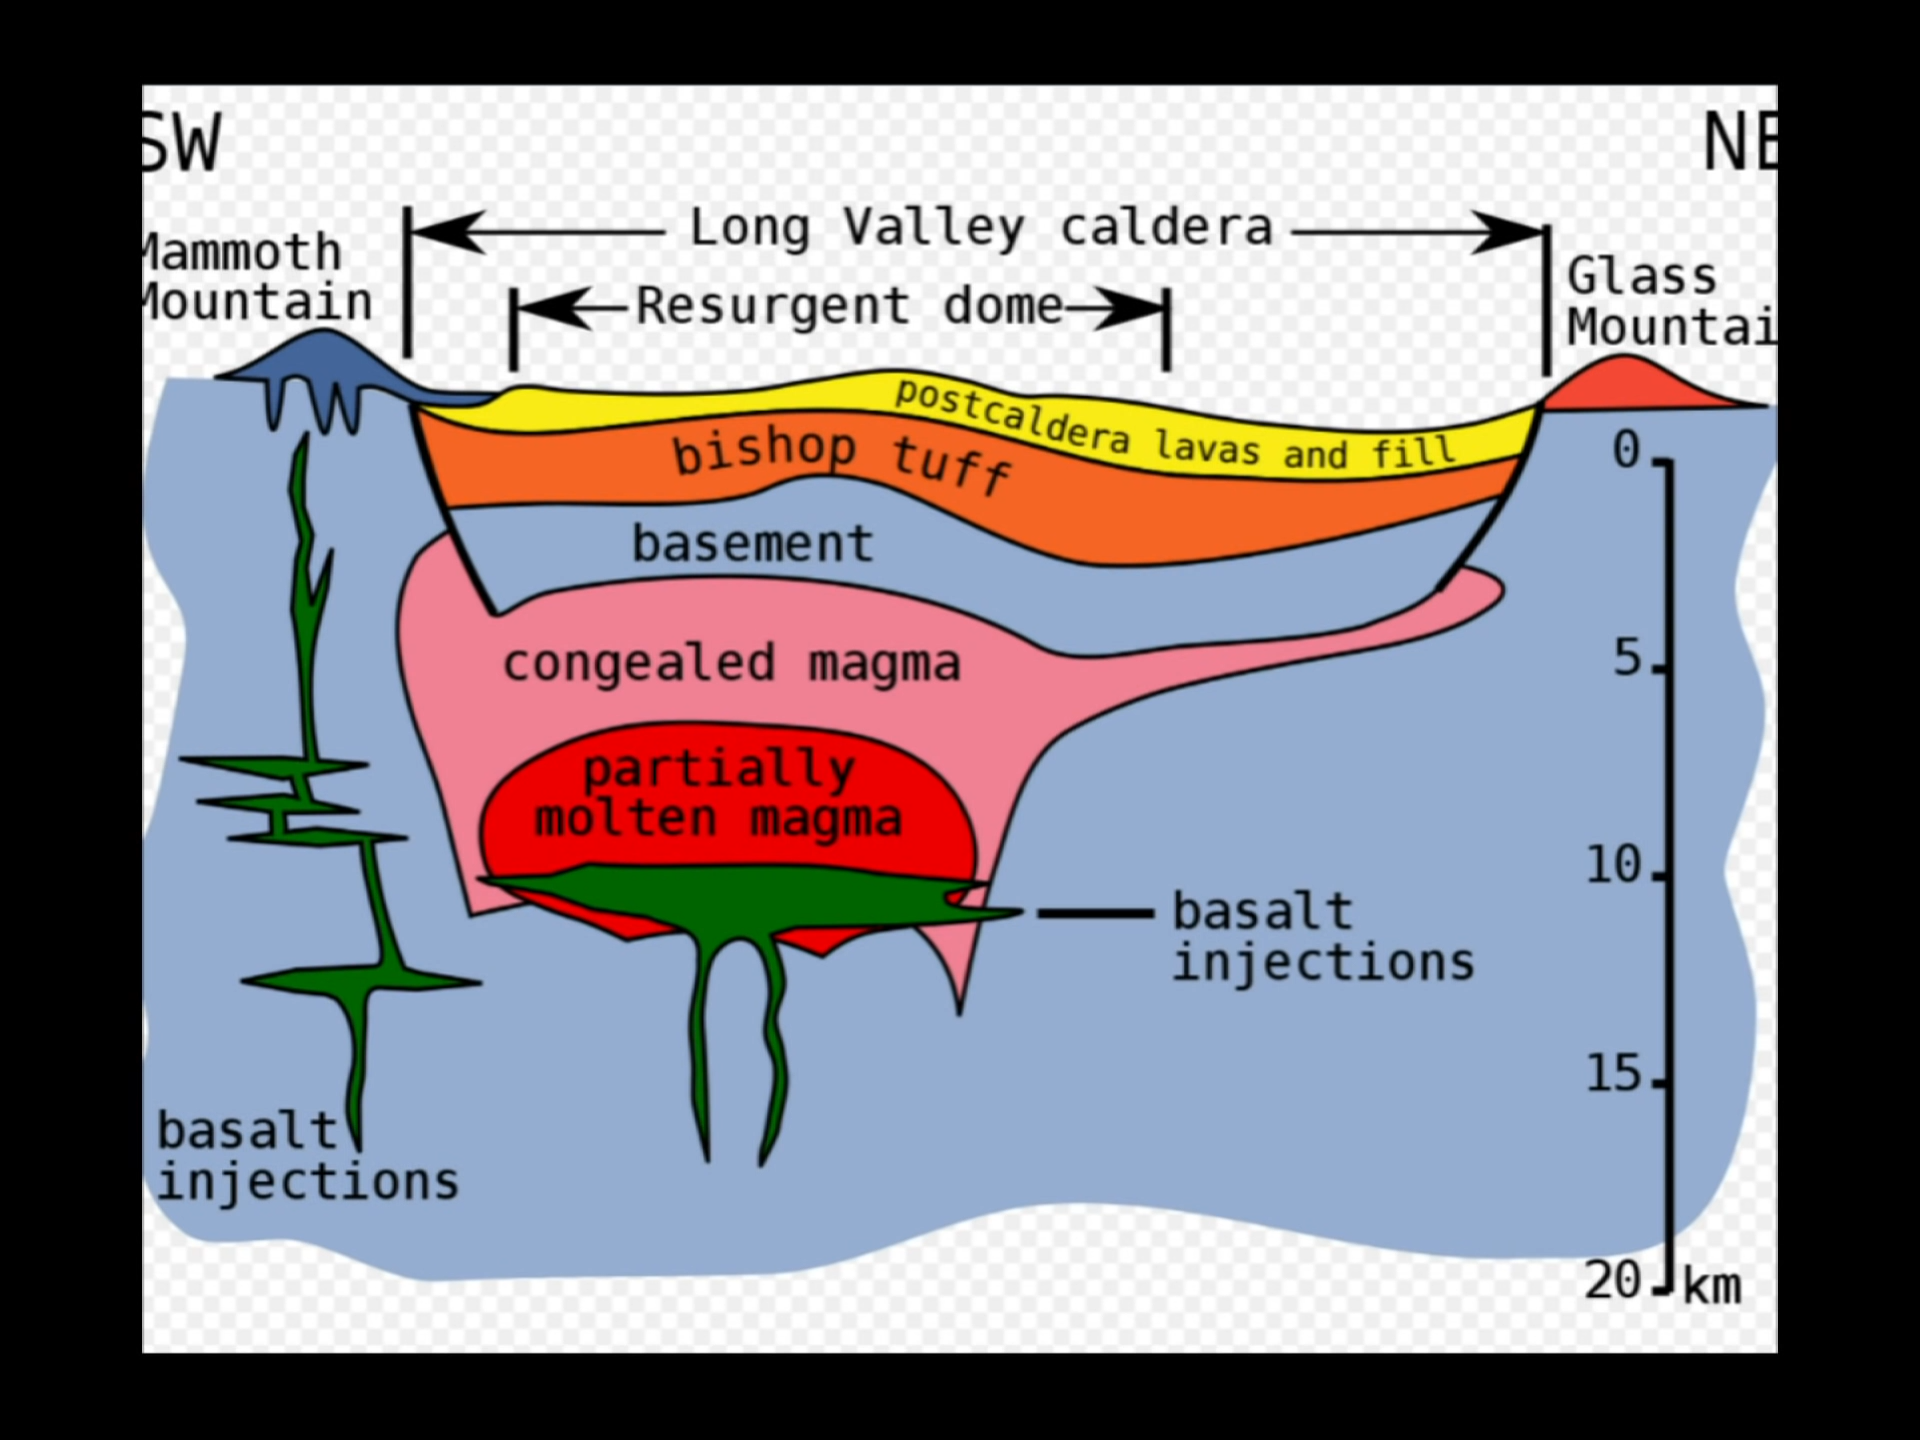 SW
NE
Long Valley caldera
Mammoth
Mountain
Resurgent dome
Glass
Mountai
postcaldera lavas and fill
bishop tuff
basement
congealed magma
partially
molten magma
basalt
injections
basalt
injections
0
5
10
15
20 km